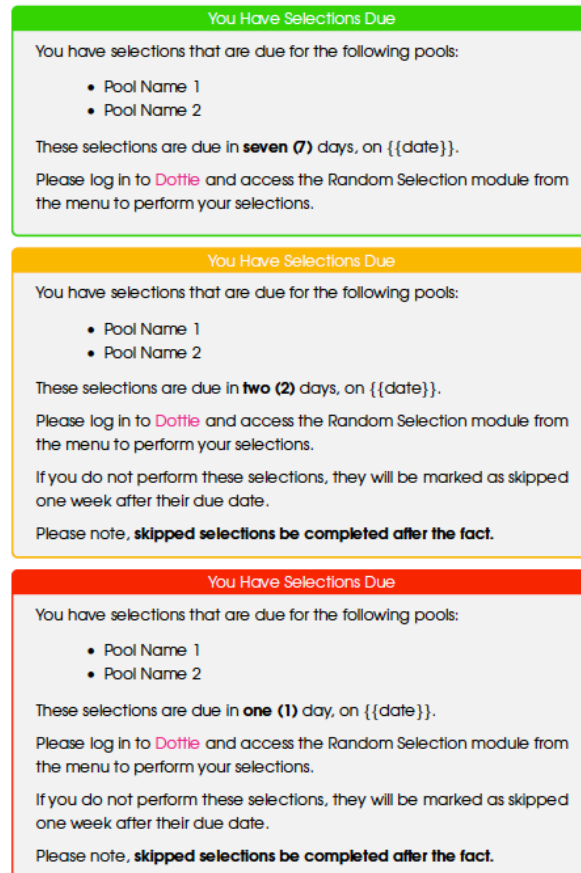 You Have Selections Due
You have selections that are due for the following pools:
• Pool Name 1
• Pool Name 2
These selections are due in seven (7) days, on {{date}}.
Please log in to Dottie and access the Random Selection module from
the menu to perform your selections.
You Have Selections Due
You have selections that are due for the following pools:
• Pool Name 1
• Pool Name 2
These selections are due in two (2) days, on {{date}}.
Please log in to Dottie and access the Random Selection module from
the menu to perform your selections.
If you do not perform these selections, they will be marked as skipped
one week after their due date.
Please note, skipped selections be completed after the fact.
You Have Selections Due
You have selections that are due for the following pools:
• Pool Name 1
• Pool Name 2
These selections are due in one (1) day, on {{date}}.
Please log in to Dottie and access the Random Selection module from
the menu to perform your selections.
If you do not perform these selections, they will be marked as skipped
one week after their due date.
Please note, skipped selections be completed after the fact.